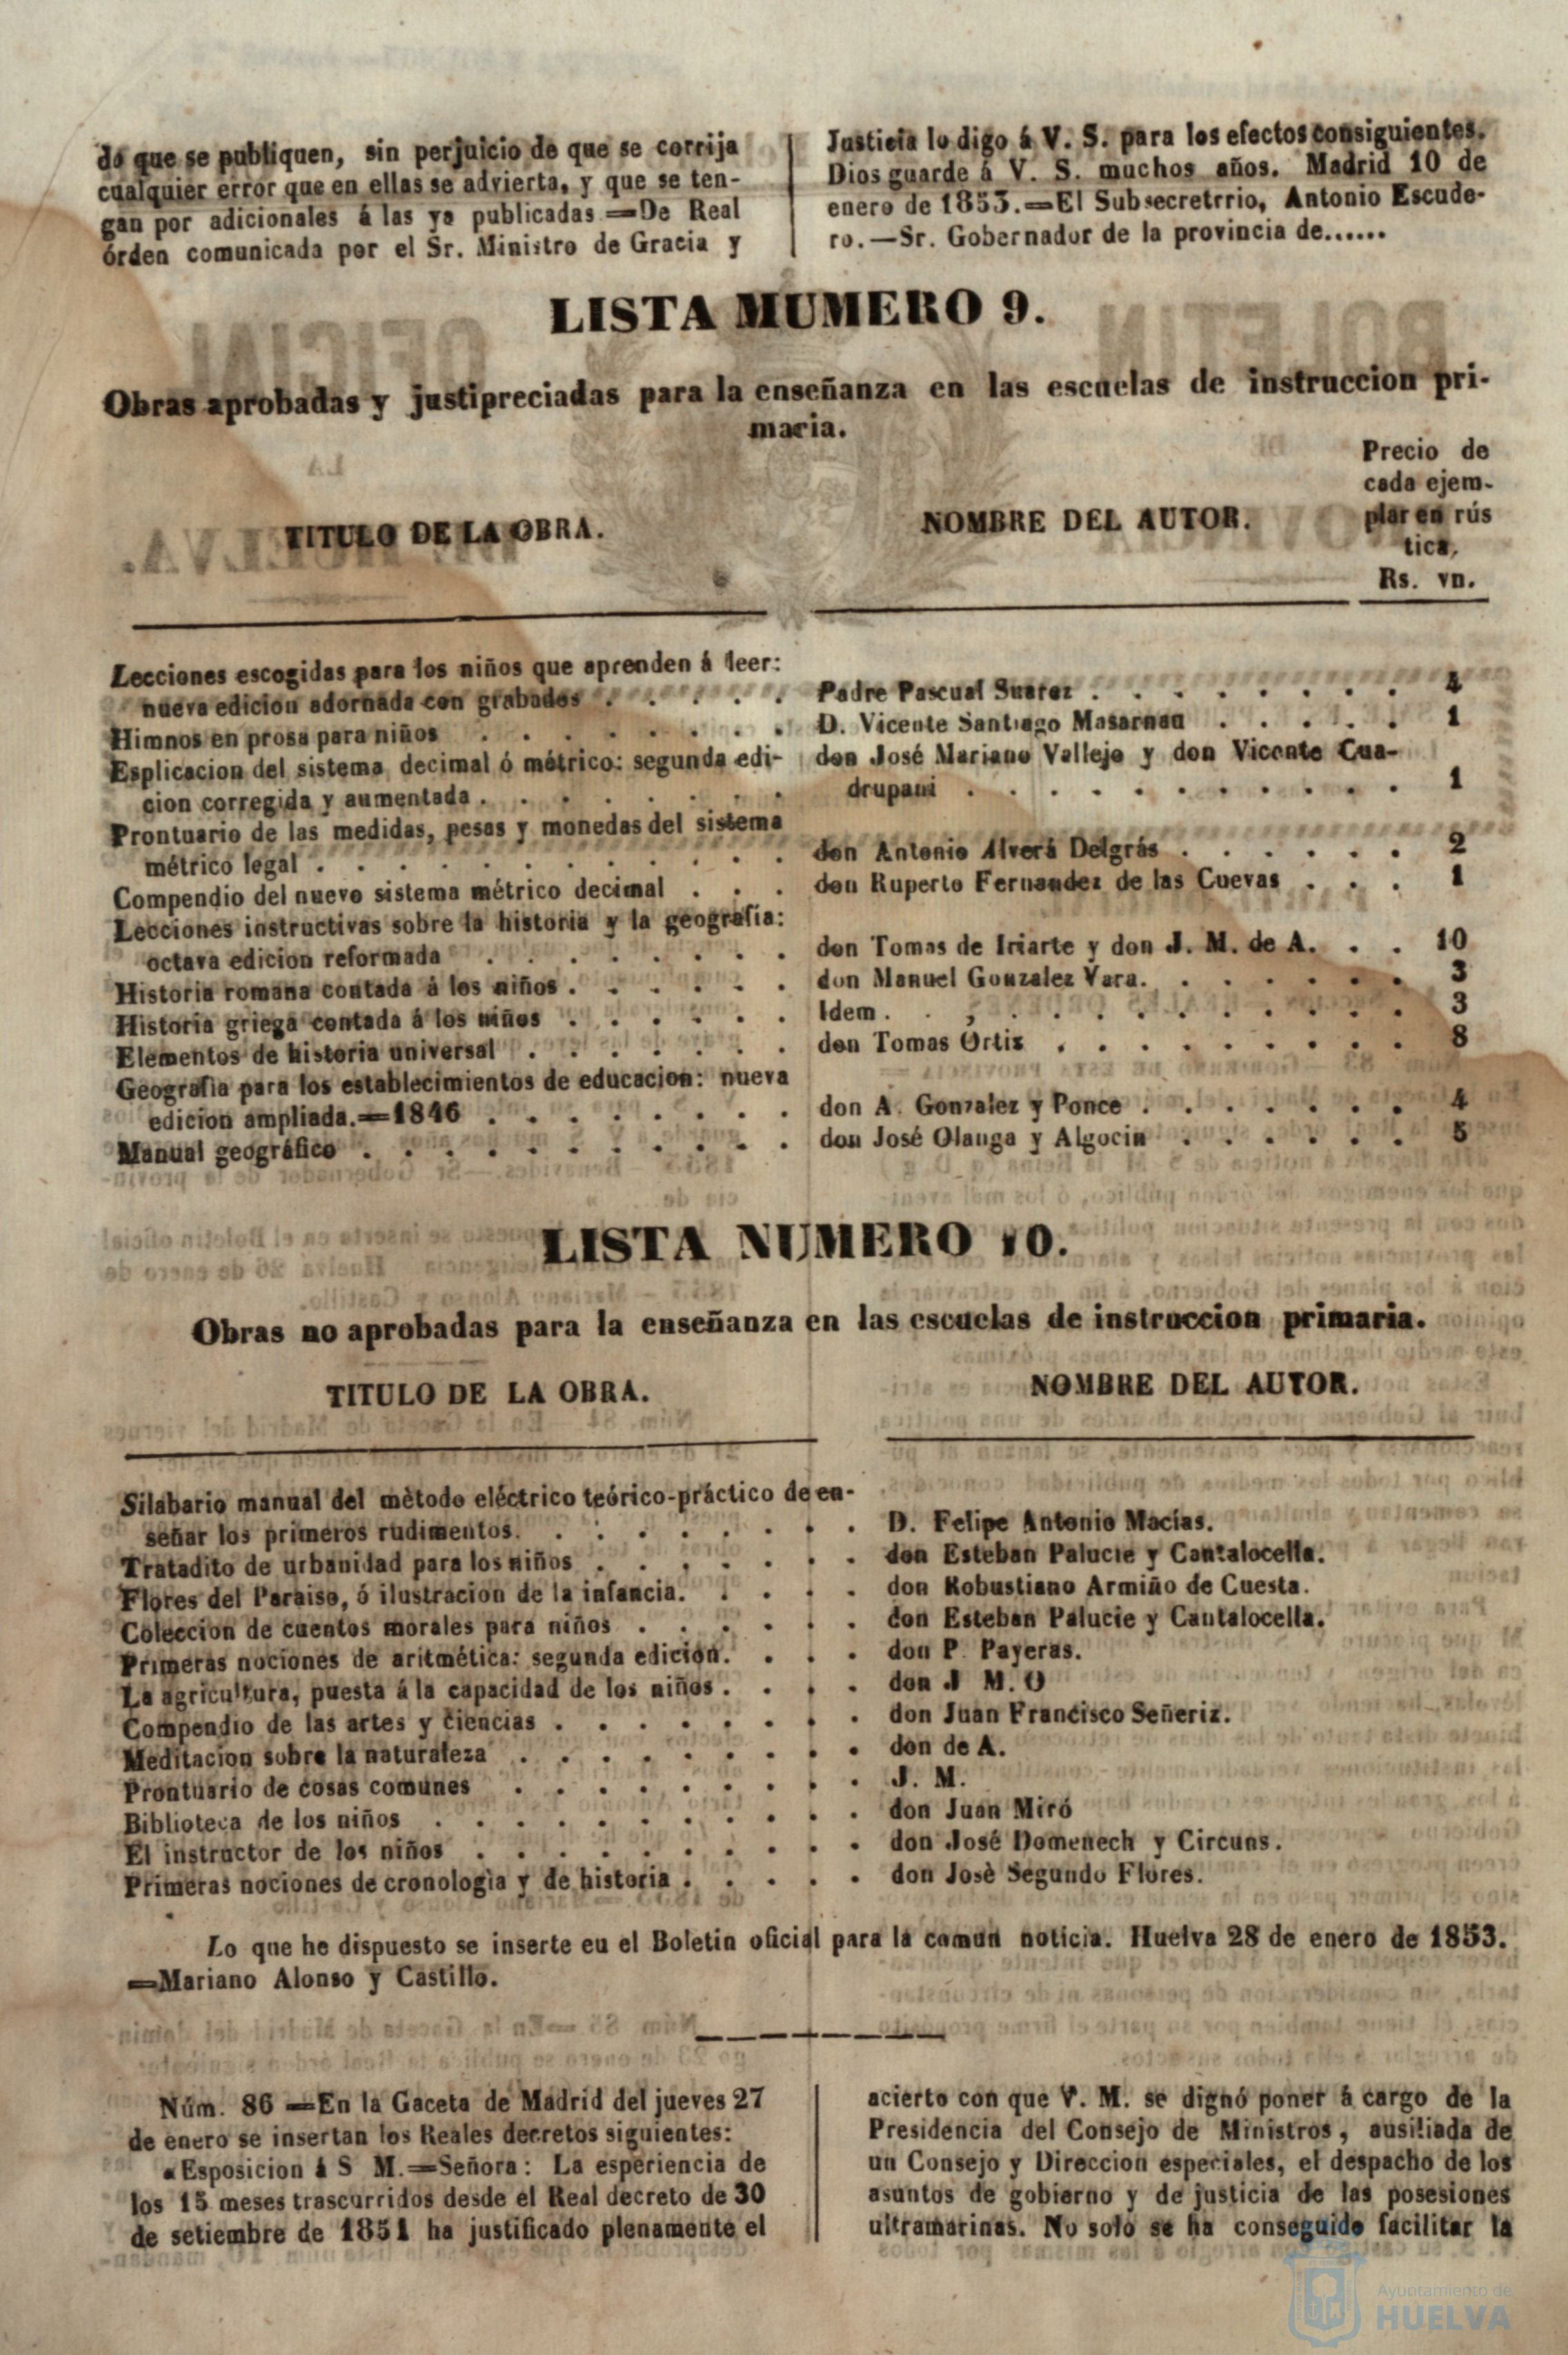 do que se publiquen, sin perjuicio de que se corrija
cualquier error que en ellas se advierta, y que se ten-
gan por adicionales á las ya publicadas =De Real
órden comunicada por el Sr. Ministro de Gracia y
Justicia lo digo á V. S. para los efectos consiguientes.
Dios guarde á V. S. muchos años. Madrid 10 de
enero de 1853.=El Subsecretrrio, Antonio Escude-
ro.—Sr. Gobernador de la provincia de......
LISTA MUMERO 9.
Obras aprobadas y justipreciadas para la enseñanza en las escuelas de instruccion pri-
maria.
TITULO DE LA OBRA.
NOMBRE DEL AUTOR.
Precio de
cada ejem-
plar en rús
tica,
Rs. vn.
Lecciones escogidas para los niños que aprenden á leer:
nueva edicion adornada con grabados . . . . . Padre Pascual Suarez . . . . . . . . 4
Himnos en prosa para niños . . . . . . . . D. Vicente Santiago Masarnau . . . . . 1
Esplicacion del sistema decimal ó métrico: segunda edi- don José Mariano Vallejo y don Vicente Cua-
cion corregida y aumentada . . . . . . . . drupani . . . . . . . . . . . 1
Prontuario de las medidas, pesas y monedas del sistema
métrico legal . . . . . . . . . . . . don Antonio Alverá Delgrás . . . . . . 2
Compendio del nuevo sistema métrico decimal . . . don Ruperto Fernandez de las Cuevas . . . 1
Lecciones instructivas sobre la historia y la geografía:
octava edicion reformada . . . . . . . . don Tomas de Iriarte y don J. M. de A. . . 10
Historia romana contada á los niños . . . . . . don Manuel Gonzalez Vara. . . . . . . 3
Historia griega contada á los niños . . . . . . Idem . . , . . . . . . . . . . 3
Elementos de historia universal . . . . . . . don Tomas Ortiz . . . . . . . . . 8
Geografia para los establecimientos de educacion: nueva
edicion ampliada.=1846 . . . . . . . . don A. Gonzalez y Ponce . . . . . . . 4
Manual geográfico . . . . . . . . . . . don José Olanga y Algocin . . . . . . 5
LISTA NUMERO 10.
Obras no aprobadas para la enseñanza en las escuelas de instruccion primaria.
TITULO DE LA OBRA.
NOMBRE DEL AUTOR.
Silabario manual del mètodo eléctrico teórico-práctico de en-
señar los primeros rudimentos. . . . . . . . . D. Felipe Antonio Macías.
Tratadito de urbanidad para los niños . . . . . . . don Esteban Palucie y Cantalocella.
Flores del Paraiso, ó ilustracion de la infancia. . . . . don Robustiano Armiño de Cuesta.
Coleccion de cuentos morales para niños . . . . . . don Esteban Palucie y Cantalocella.
Primeras nociones de aritmética: segunda edicion. . . . don P. Payeras.
La agricultura, puesta á la capacidad de los niños . . . . don J M. O
Compendio de las artes y ciencias . . . . . . . . don Juan Francisco Señeriz.
Meditacion sobre la naturaleza . . . . . . . . . don de A.
Prontuario de cosas comunes . . . . . . . . . J. M.
Biblioteca de los niños . . . . . . . . . . . don Juan Miró
El instructor de los niños . . . . . . . . . . don José Domenech y Circuns.
Primeras nociones de cronologìa y de historia . . . . . don Josè Segundo Flores.
Lo que he dispuesto se inserte eu el Boletin oficial para la comun noticia. Huelva 28 de enero de 1853.
=Mariano Alonso y Castillo.
Núm. 86 =En la Gaceta de Madrid del jueves 27
de enero se insertan los Reales decretos siguientes:
«Esposicion á S M.=Señora: La esperiencia de
los 15 meses trascurridos desde el Real decreto de 30
de setiembre de 1851 ha justificado plenamente el
acierto con que V. M. se dignó poner á cargo de la
Presidencia del Consejo de Ministros, ausiliada de
un Consejo y Direccion especiales, el despacho de los
asuntos de gobierno y de justicia de las posesiones
ultramarinas. No solo se ha conseguido facilitar la
Ayuntamiento de
HUELVA